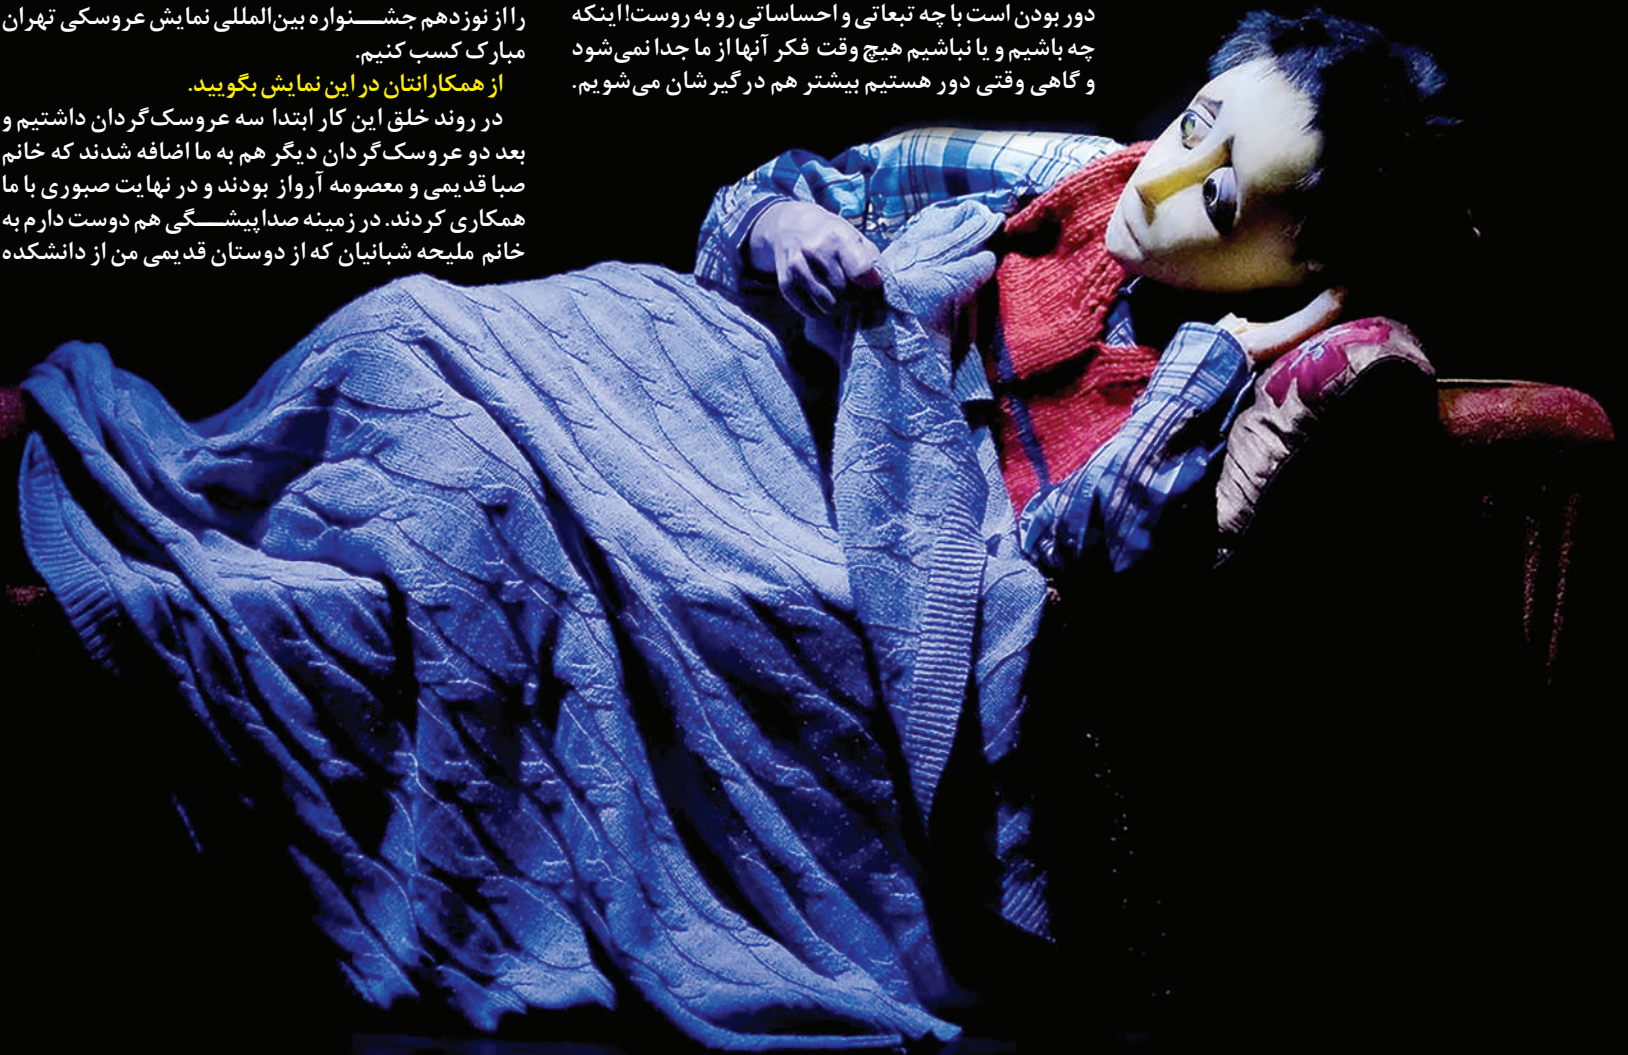 دور بودن است با چه تبعاتی و احساساتی رو به روست! اینکه
چه باشیم و یا نباشیم هیچ وقت فکر آنها از ما جدا نمی‌شود
و گاهی وقتی دور هستیم بیشتر هم درگیرشان می‌شویم.
را از نوزدهم جشنواره بین‌المللی نمایش عروسکی تهران
مبارک کسب کنیم.
از همکارانتان در این نمایش بگویید.
در روند خلق این کار ابتدا سه عروسک‌گردان داشتیم و
بعد دو عروسک‌گردان دیگر هم به ما اضافه شدند که خانم
صبا قدیمی و معصومه آرواز بودند و در نهایت صبوری با ما
همکاری کردند. در زمینه صداپیشگی هم دوست دارم به
خانم ملیحه شبانیان که از دوستان قدیمی من از دانشکده